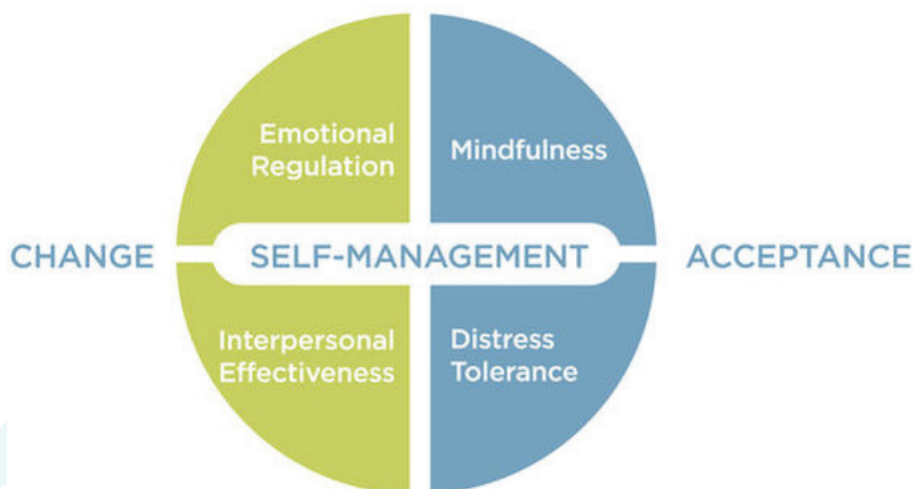 Emotional
Regulation
Mindfulness
CHANGE
SELF-MANAGEMENT
ACCEPTANCE
Interpersonal
Effectiveness
Distress
Tolerance